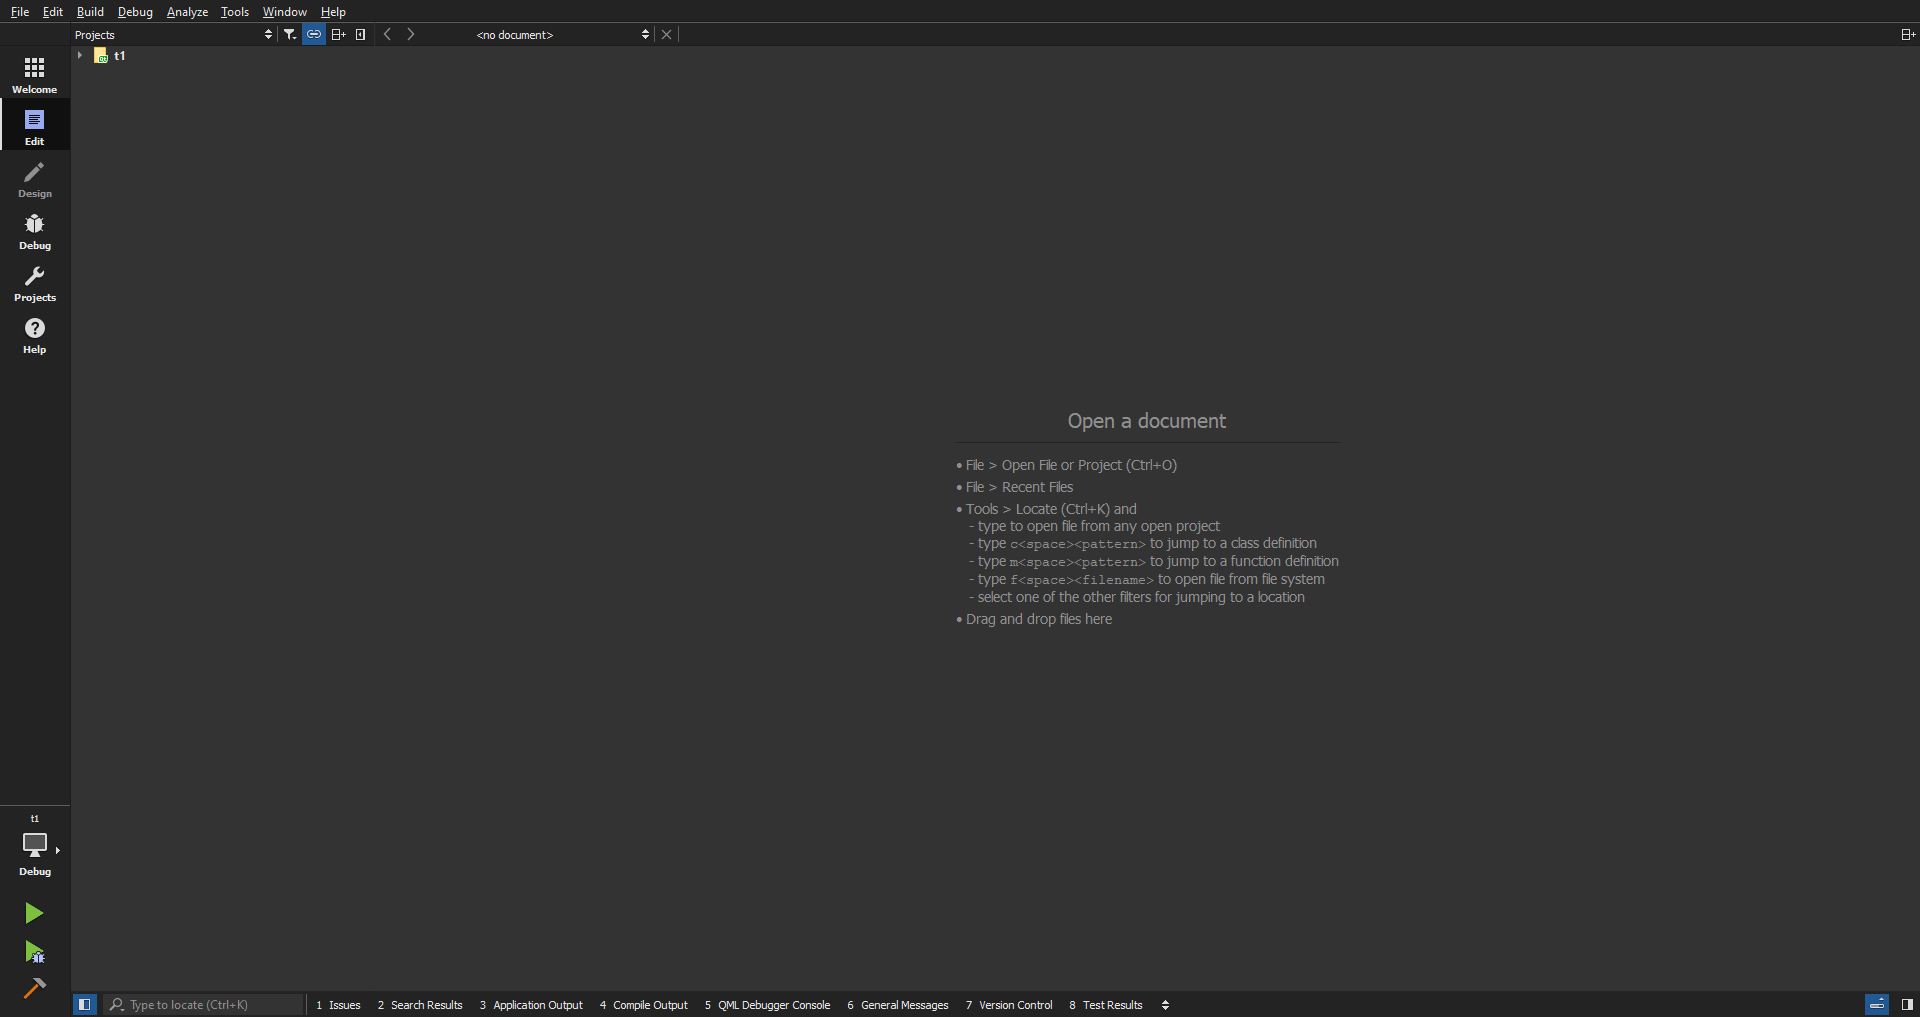 File Edit Build Debug Analyze Tools Window Help
Projects <no document>
t1
Welcome
Edit
Design
Debug
Projects
Help
Open a document
• File > Open File or Project (Ctrl+O)
• File > Recent Files
• Tools > Locate (Ctrl+K) and
- type to open file from any open project
- type c<space><pattern> to jump to a class definition
- type m<space><pattern> to jump to a function definition
- type f<space><filename> to open file from file system
- select one of the other filters for jumping to a location
• Drag and drop files here
t1
Debug
Type to locate (Ctrl+K) 1 Issues 2 Search Results 3 Application Output 4 Compile Output 5 QML Debugger Console 6 General Messages 7 Version Control 8 Test Results